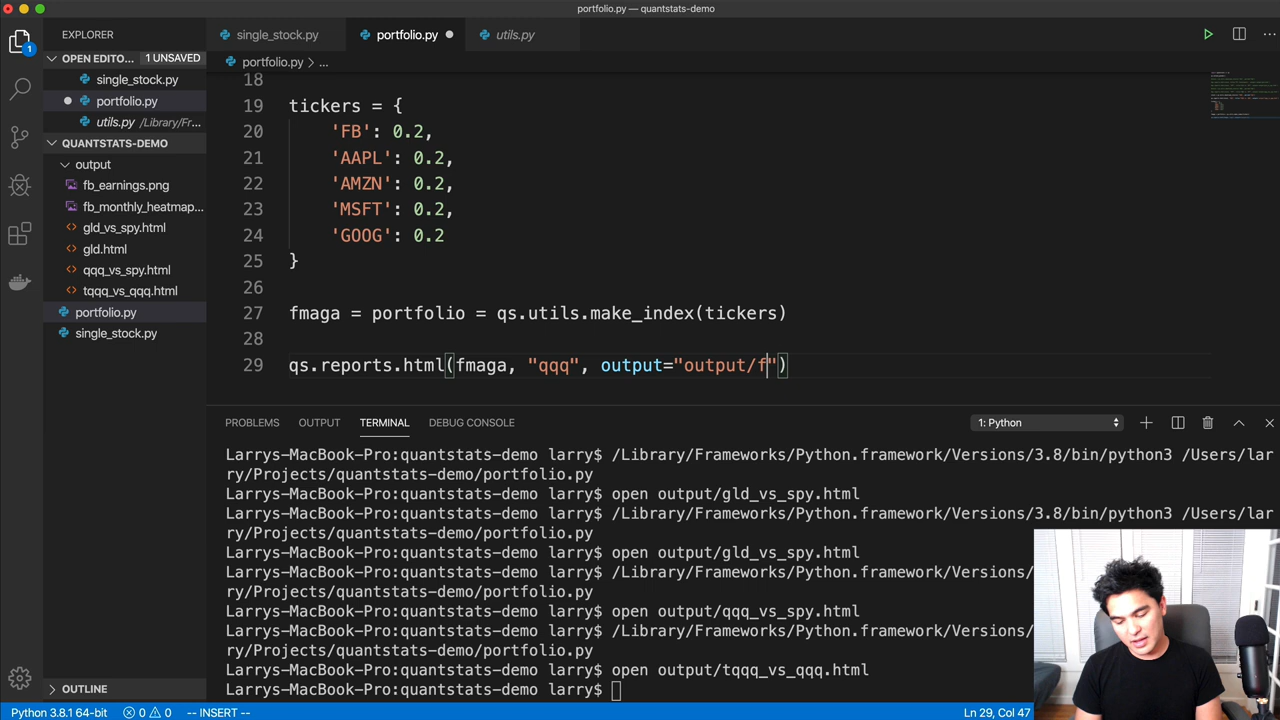 portfolio.py — quantstats-demo
EXPLORER
single_stock.py
portfolio.py
utils.py
OPEN EDITO... 1 UNSAVED
portfolio.py > ...
single_stock.py
portfolio.py
utils.py /Library/Fr...
QUANTSTATS-DEMO
output
fb_earnings.png
fb_monthly_heatmap...
gld_vs_spy.html
gld.html
qqq_vs_spy.html
tqqq_vs_qqq.html
portfolio.py
single_stock.py
OUTLINE
1
18
19 tickers = {
20 'FB': 0.2,
21 'AAPL': 0.2,
22 'AMZN': 0.2,
23 'MSFT': 0.2,
24 'GOOG': 0.2
25 }
26
27 fmaga = portfolio = qs.utils.make_index(tickers)
28
29 qs.reports.html(fmaga, "qqq", output="output/f")
PROBLEMS OUTPUT TERMINAL DEBUG CONSOLE 1: Python
Larrys-MacBook-Pro:quantstats-demo larry$ /Library/Frameworks/Python.framework/Versions/3.8/bin/python3 /Users/lar
ry/Projects/quantstats-demo/portfolio.py
Larrys-MacBook-Pro:quantstats-demo larry$ open output/gld_vs_spy.html
Larrys-MacBook-Pro:quantstats-demo larry$ /Library/Frameworks/Python.framework/Versions/3.8/bin/python3 /Users/lar
ry/Projects/quantstats-demo/portfolio.py
Larrys-MacBook-Pro:quantstats-demo larry$ open output/gld_vs_spy.html
Larrys-MacBook-Pro:quantstats-demo larry$ /Library/Frameworks/Python.framework/Versions/
ry/Projects/quantstats-demo/portfolio.py
Larrys-MacBook-Pro:quantstats-demo larry$ open output/qqq_vs_spy.html
Larrys-MacBook-Pro:quantstats-demo larry$ /Library/Frameworks/Python.framework/Versions/
ry/Projects/quantstats-demo/portfolio.py
Larrys-MacBook-Pro:quantstats-demo larry$ open output/tqqq_vs_qqq.html
Larrys-MacBook-Pro:quantstats-demo larry$
Python 3.8.1 64-bit 0 0 -- INSERT -- Ln 29, Col 47